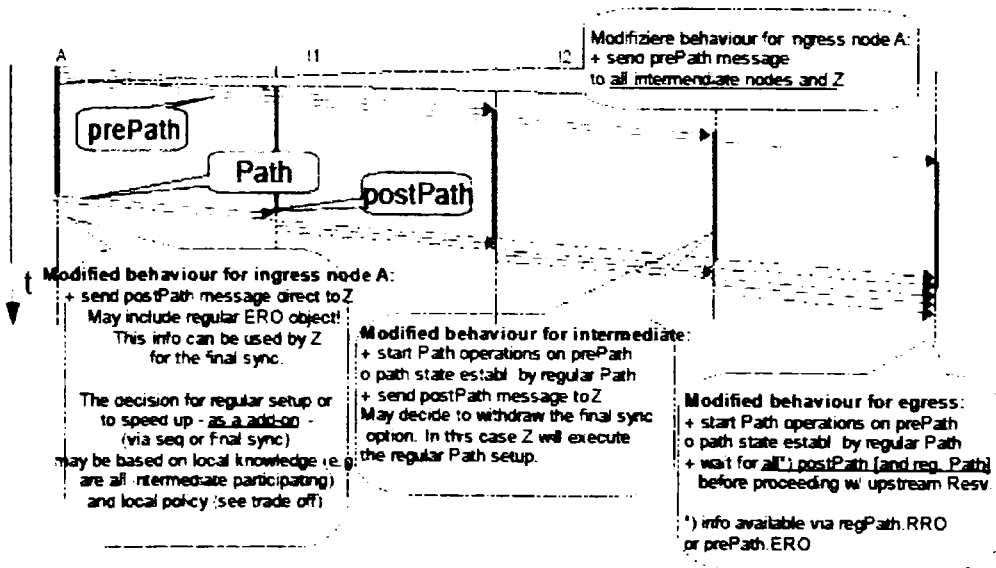 Modifiziere behaviour for ingress node A:
+ send prePath message
to all intermendiate nodes and Z
A
I1
I2
prePath
Path
postPath
t
Modified behaviour for ingress node A:
+ send postPath message direct to Z
May include regular ERO object!
This info can be used by Z
for the final sync.
The decision for regular setup or
to speed up - as a add-on -
(via seq or final sync)
may be based on local knowledge (e.g.
are all intermediate participating)
and local policy (see trade off)
Modified behaviour for intermediate:
+ start Path operations on prePath
o path state establ. by regular Path
+ send postPath message to Z
May decide to withdraw the final sync
option. In this case Z will execute
the regular Path setup.
Modified behaviour for egress:
+ start Path operations on prePath
o path state establ. by regular Path
+ wait for all*) postPath [and reg. Path]
before proceeding w/ upstream Resv.
*) info available via regPath.RRO
or prePath.ERO